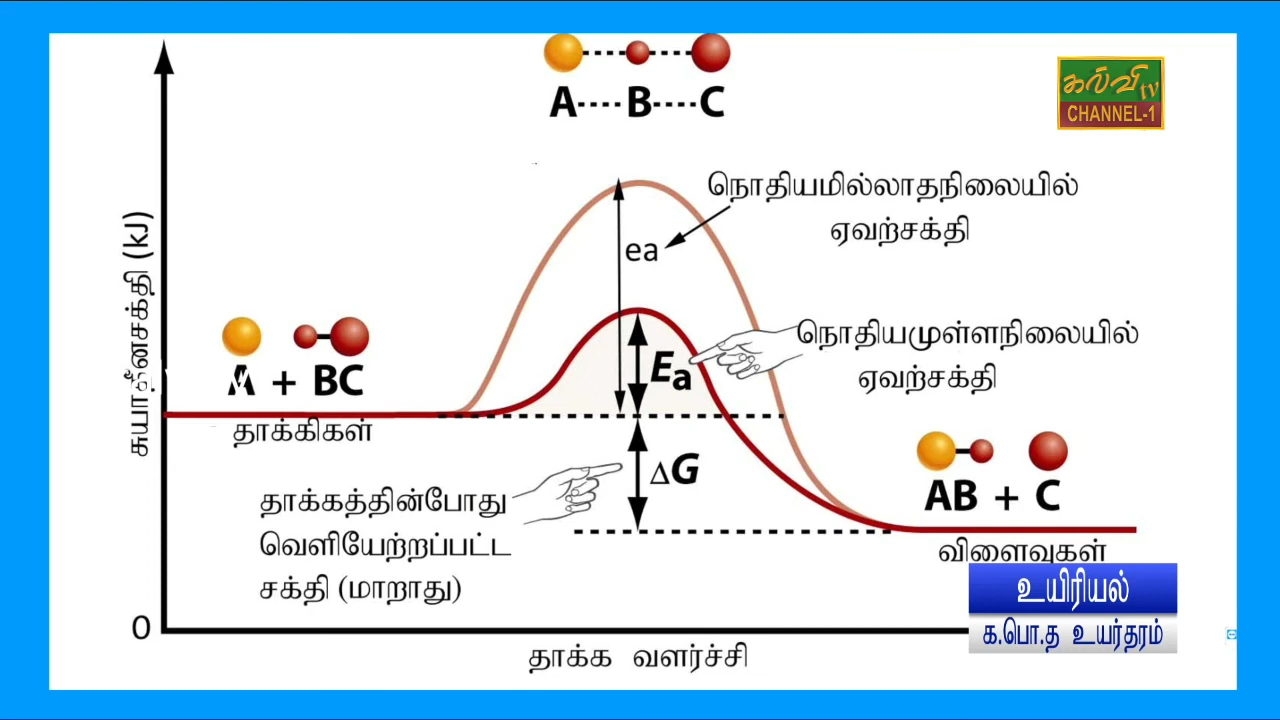 A----B----C
கல்வி tv
CHANNEL-1
நொதியமில்லாதநிலையில்
ஏவற்சக்தி
ea
சுயாதீனசக்தி (kJ)
நொதியமுள்ளநிலையில்
ஏவற்சக்தி
Ea
A + BC
தாக்கிகள்
ΔG
AB + C
விளைவுகள்
தாக்கத்தின்போது
வெளியேற்றப்பட்ட
சக்தி (மாறாது)
உயிரியல்
க.பொ.த உயர்தரம்
0
தாக்க வளர்ச்சி